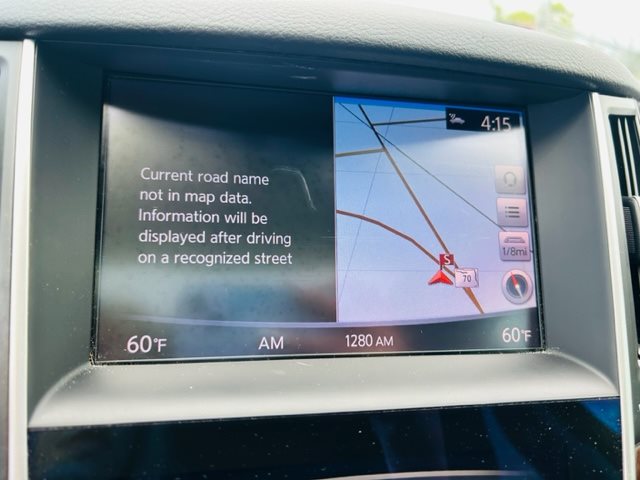 4:15
Current road name
not in map data.
Information will be
displayed after driving
on a recognized street
1/8mi
S
70
60°F AM 1280 AM 60°F